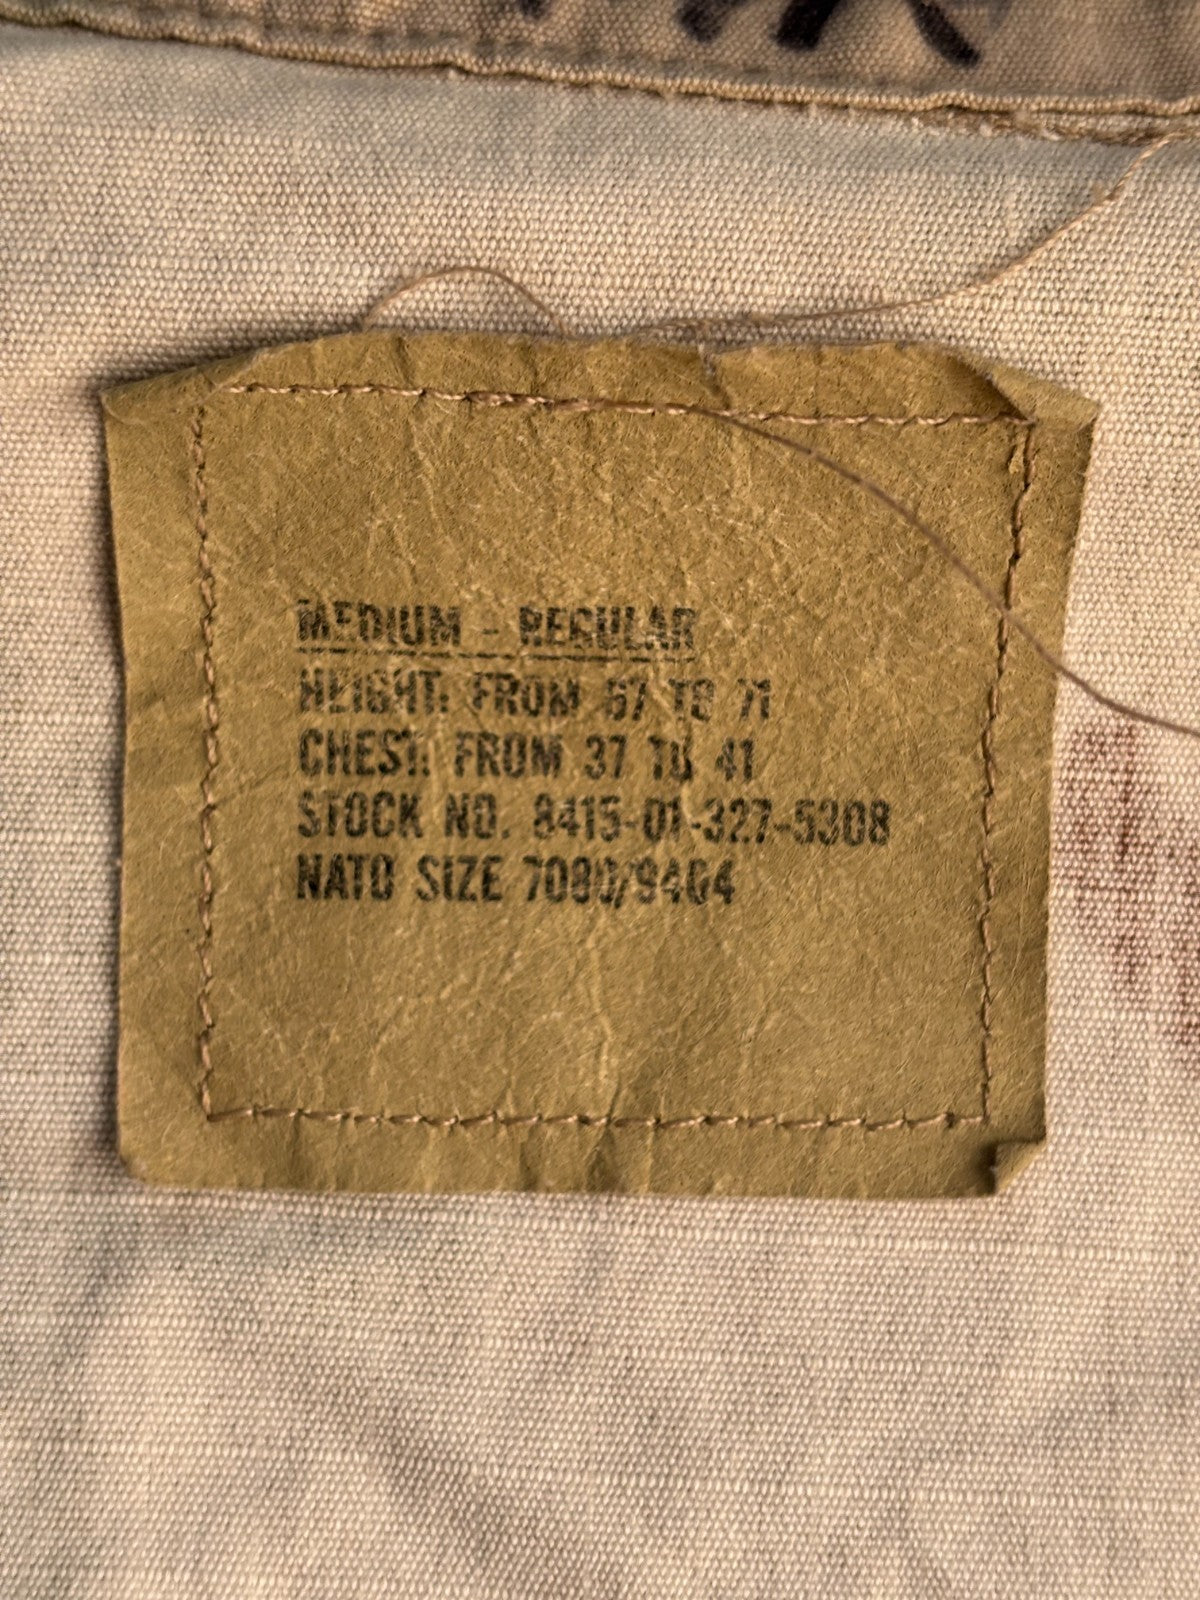 MEDIUM - REGULAR
HEIGHT: FROM 67 TO 71
CHEST: FROM 37 TO 41
STOCK NO. 8415-01-327-5308
NATO SIZE 7080/9404